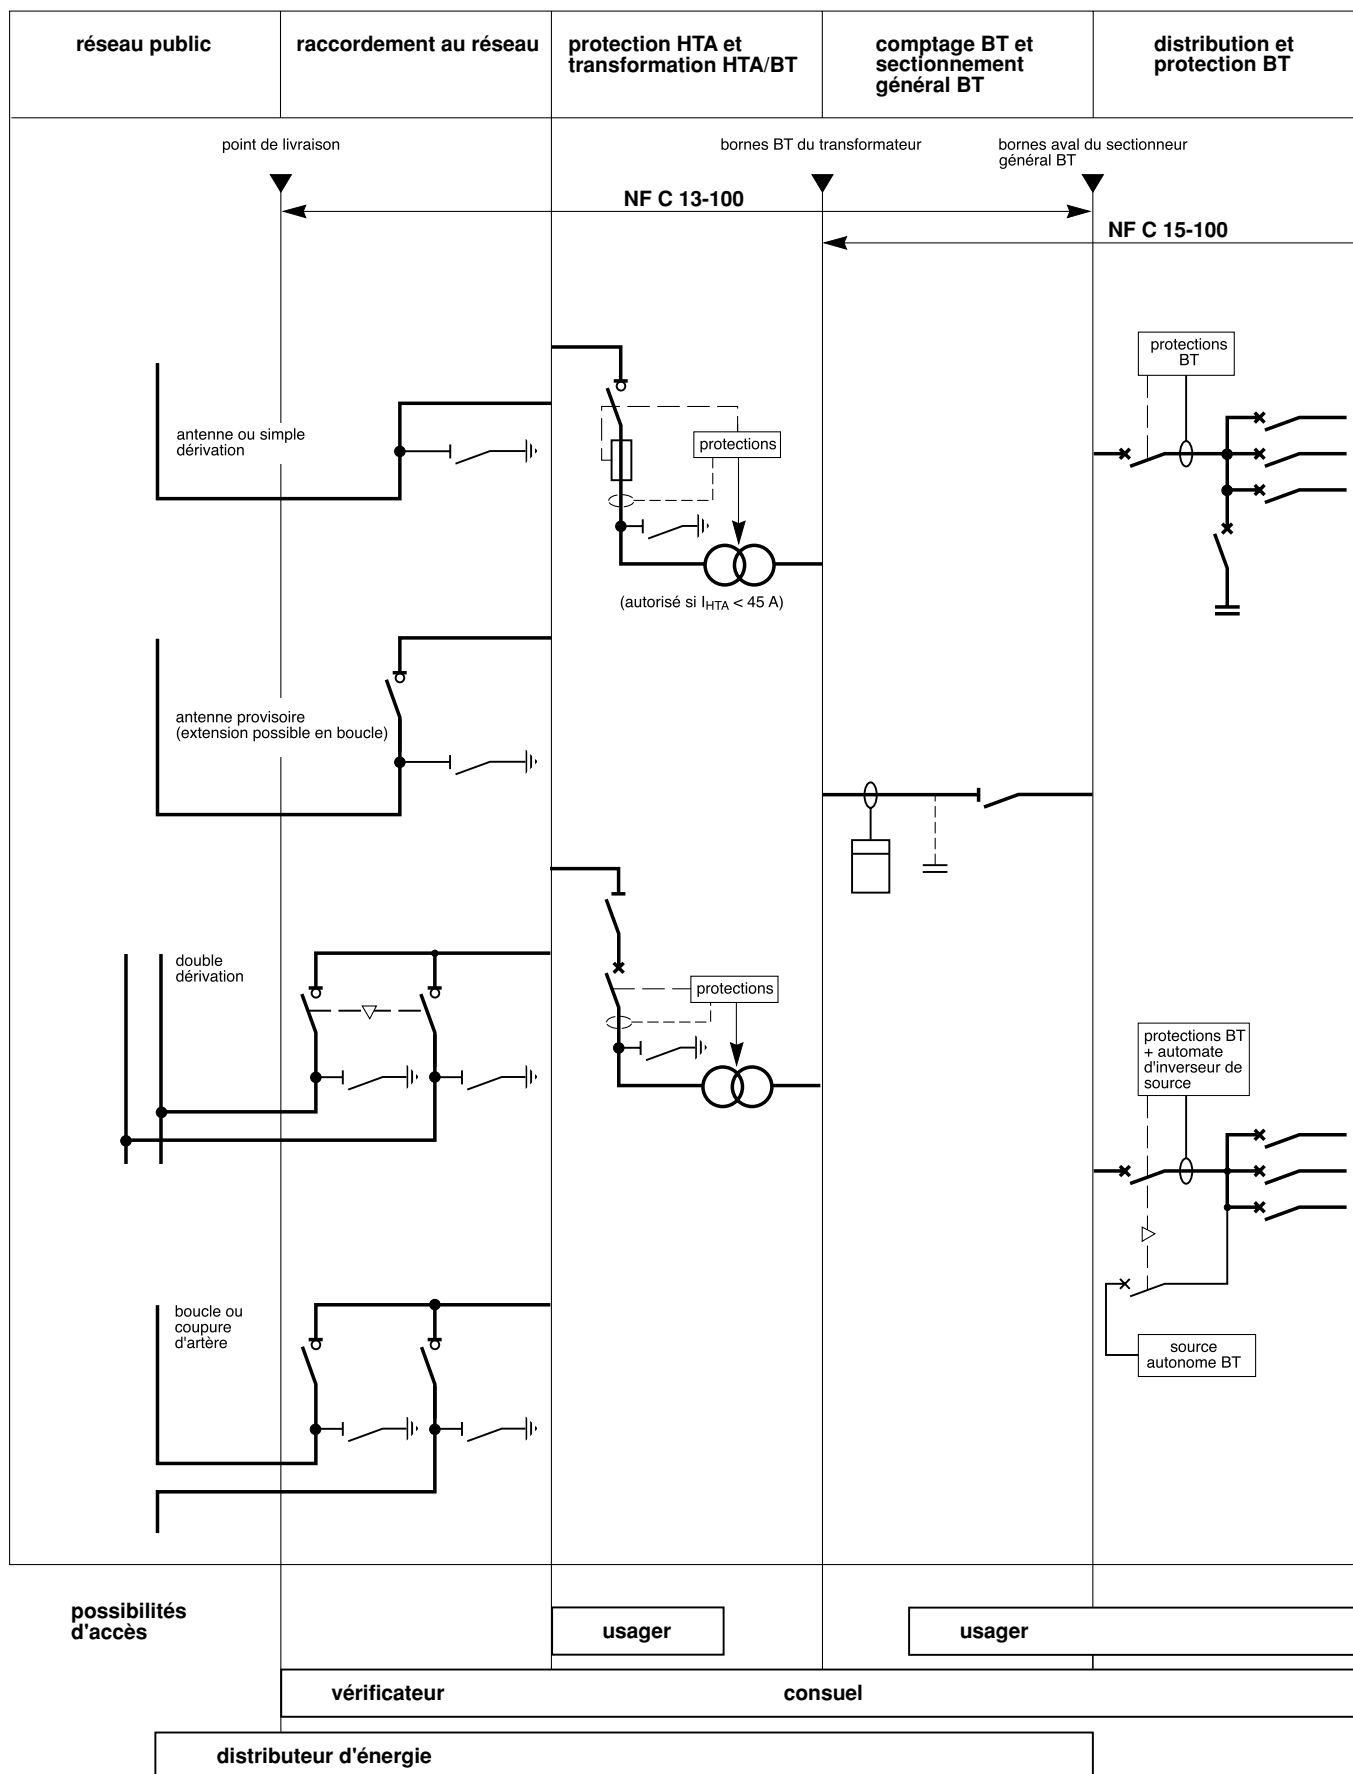 réseau public
raccordement au réseau
protection HTA et
transformation HTA/BT
comptage BT et
sectionnement
général BT
distribution et
protection BT
point de livraison
bornes BT du transformateur
bornes aval du sectionneur
général BT
NF C 13-100
NF C 15-100
protections
BT
antenne ou simple
dérivation
protections
(autorisé si IHTA < 45 A)
antenne provisoire
(extension possible en boucle)
double
dérivation
protections
protections BT
+ automate
d'inverseur de
source
boucle ou
coupure
d'artère
source
autonome BT
possibilités
d'accès
usager
usager
vérificateur
consuel
distributeur d'énergie